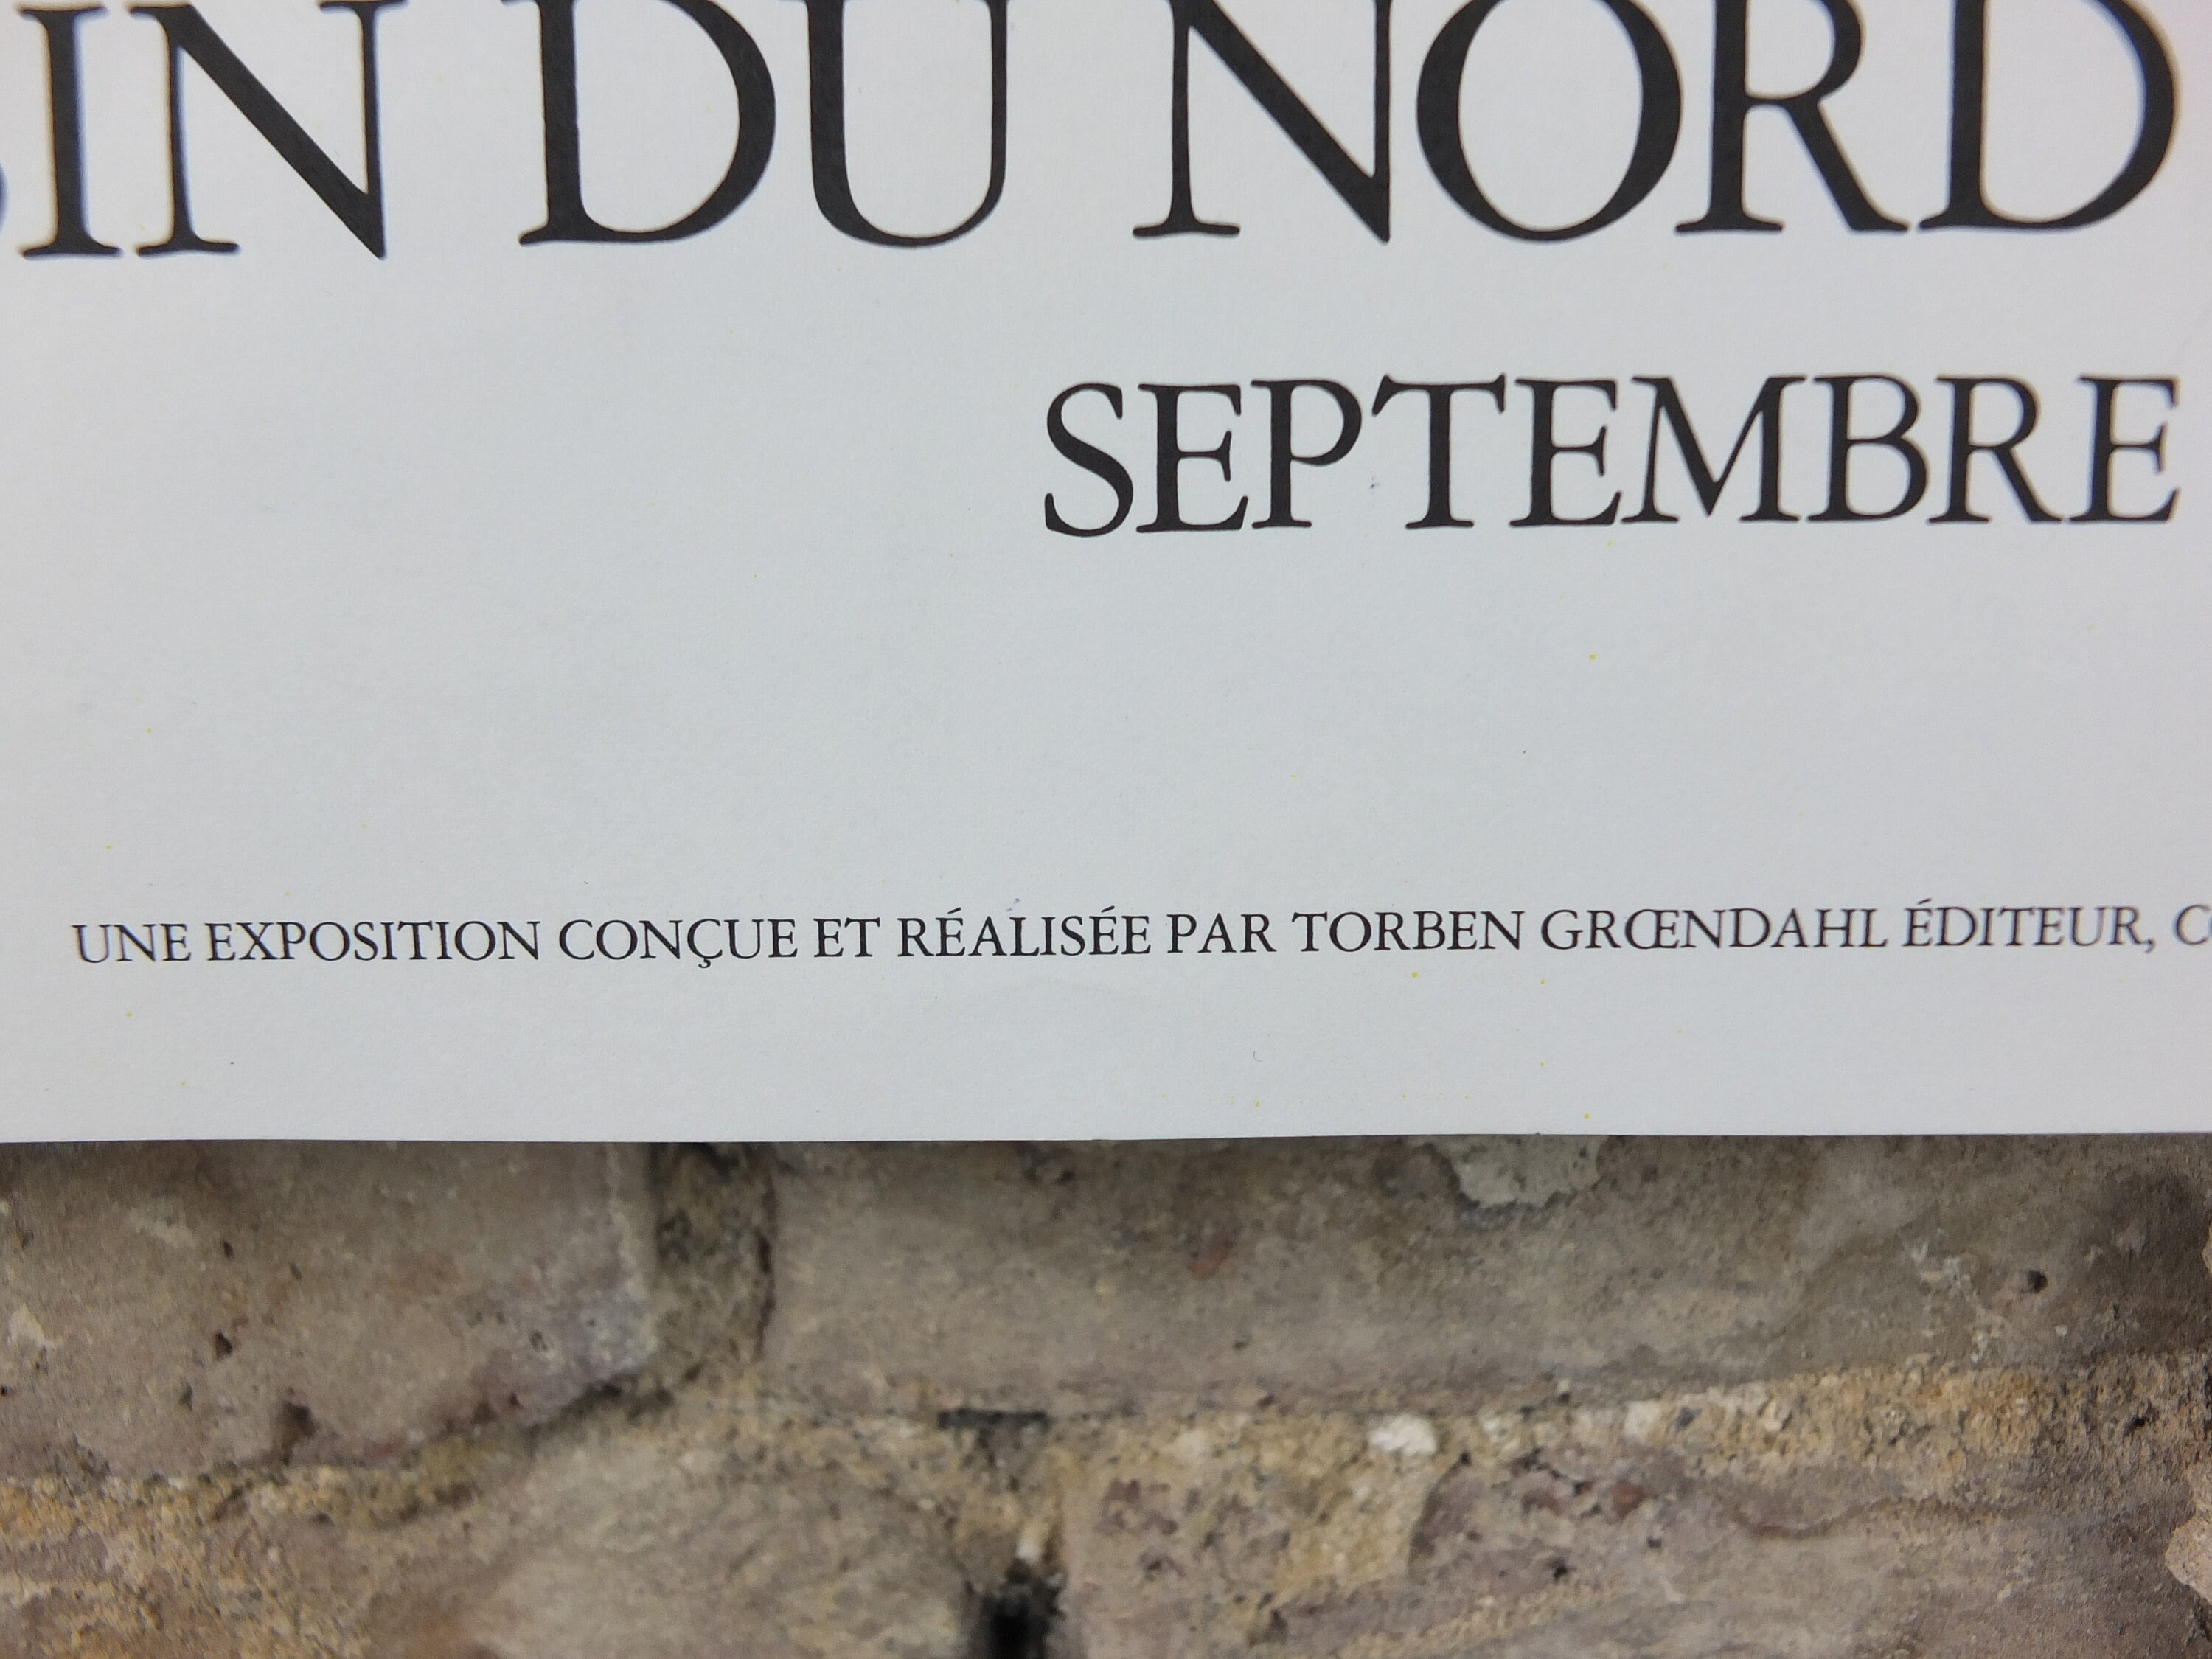 IN DU NORD
SEPTEMBRE
UNE EXPOSITION CONÇUE ET RÉALISÉE PAR TORBEN GRŒNDAHL ÉDITEUR,